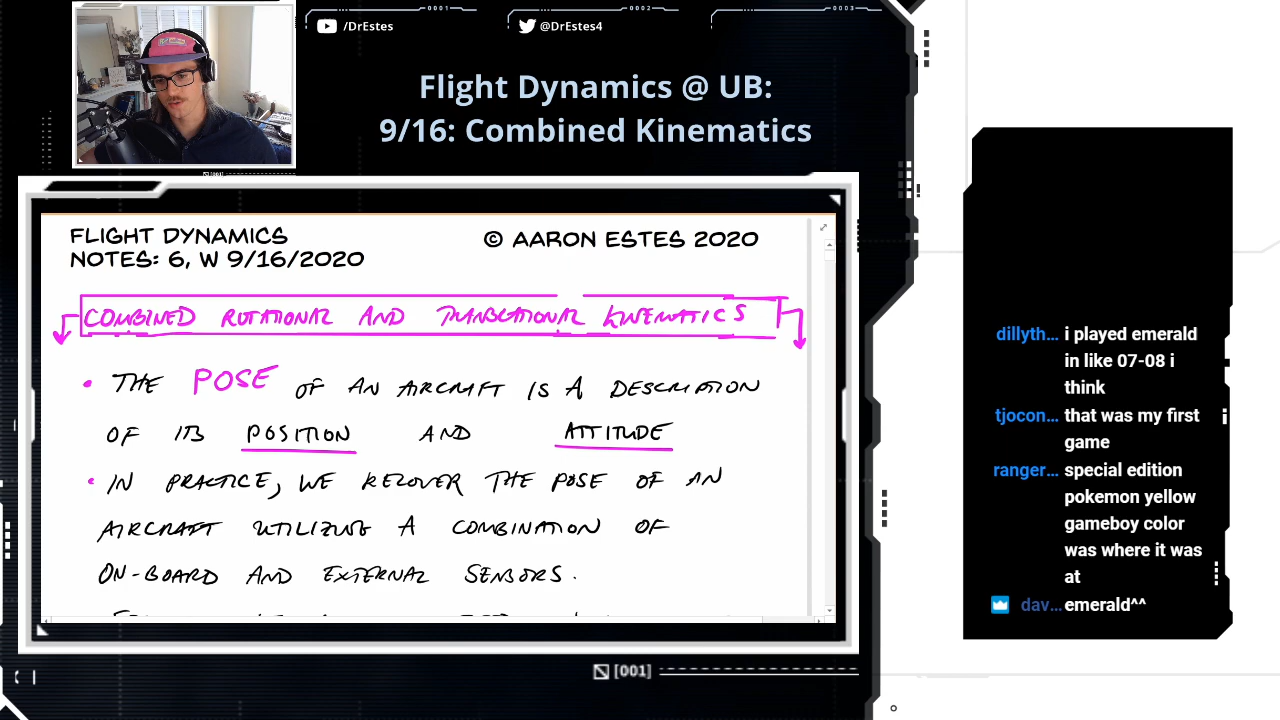 0001
0002
0003
/DrEstes
@DrEstes4
Flight Dynamics @ UB:
9/16: Combined Kinematics
[001]
FLIGHT DYNAMICS
NOTES: 6, W 9/16/2020
© AARON ESTES 2020
COMBINED ROTATIONAL AND TRANSLATIONAL KINEMATICS
• THE POSE OF AN AIRCRAFT IS A DESCRIPTION
OF ITS POSITION AND ATTITUDE
• IN PRACTICE, WE RECOVER THE POSE OF AN
AIRCRAFT UTILIZING A COMBINATION OF
ON-BOARD AND EXTERNAL SENSORS.
[001]
dillyth… i played emerald
in like 07-08 i
think
tjocon… that was my first
game
ranger… special edition
pokemon yellow
gameboy color
was where it was
at
dav… emerald^^